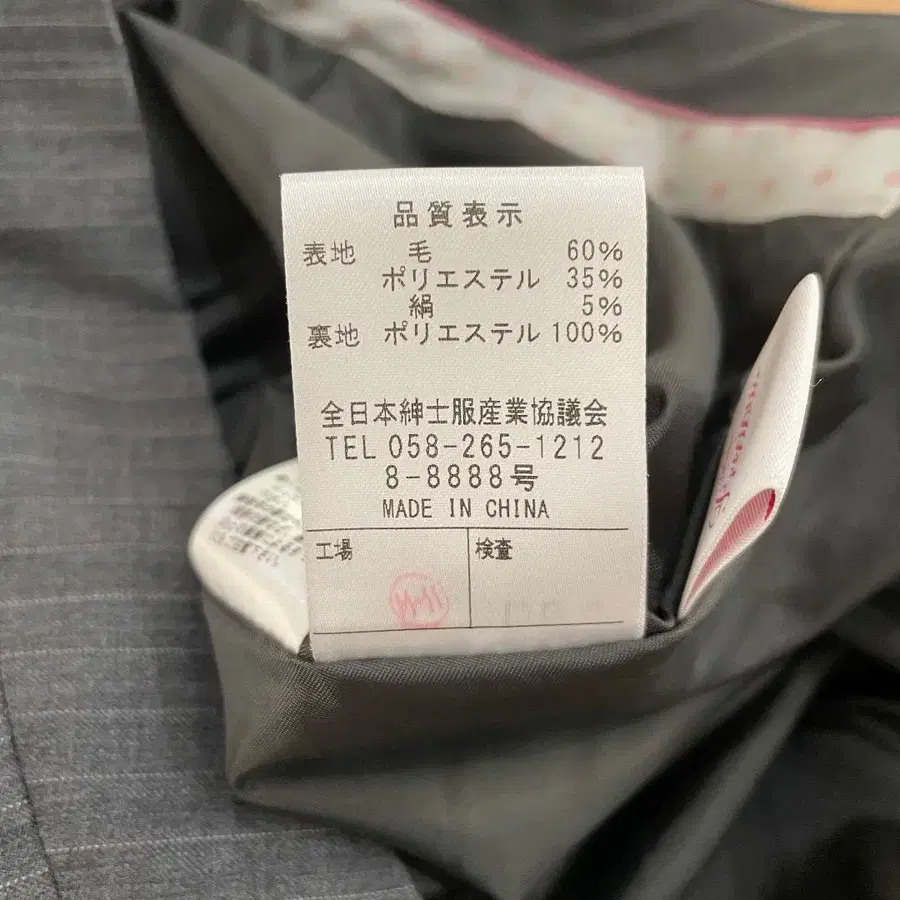 品質表示
表地 毛 60%
ポリエステル 35%
絹 5%
裏地 ポリエステル 100%
全日本紳士服産業協議会
TEL 058-265-1212
8-8888号
MADE IN CHINA
工場 検査